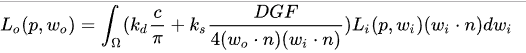 $L_o(p, w_o) = \int_{\Omega} (k_d \frac{c}{\pi} + k_s \frac{DGF}{4(w_o \cdot n)(w_i \cdot n)}) L_i(p, w_i)(w_i \cdot n) dw_i$